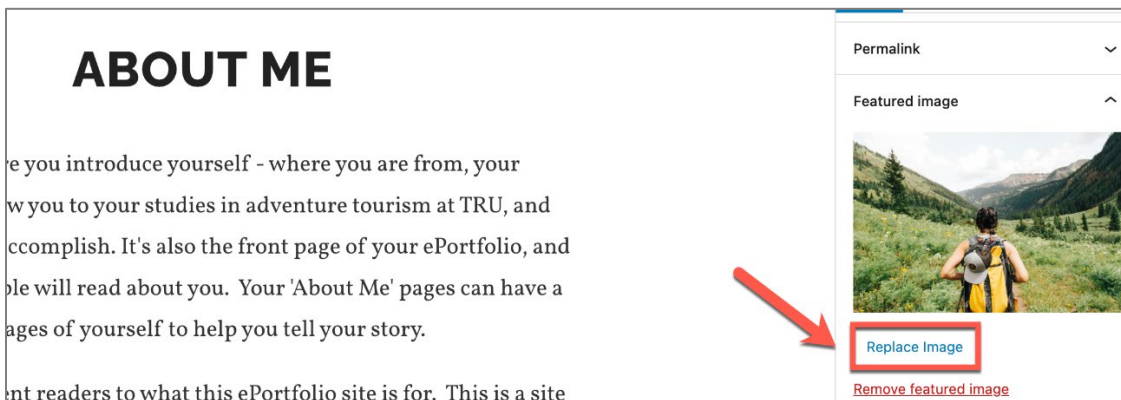 ABOUT ME
you introduce yourself - where you are from, your
you to your studies in adventure tourism at TRU, and
ccomplish. It's also the front page of your ePortfolio, and
will read about you. Your 'About Me' pages can have a
ages of yourself to help you tell your story.
readers to what this ePortfolio site is for. This is a site
Permalink
Featured image
Replace Image
Remove featured image